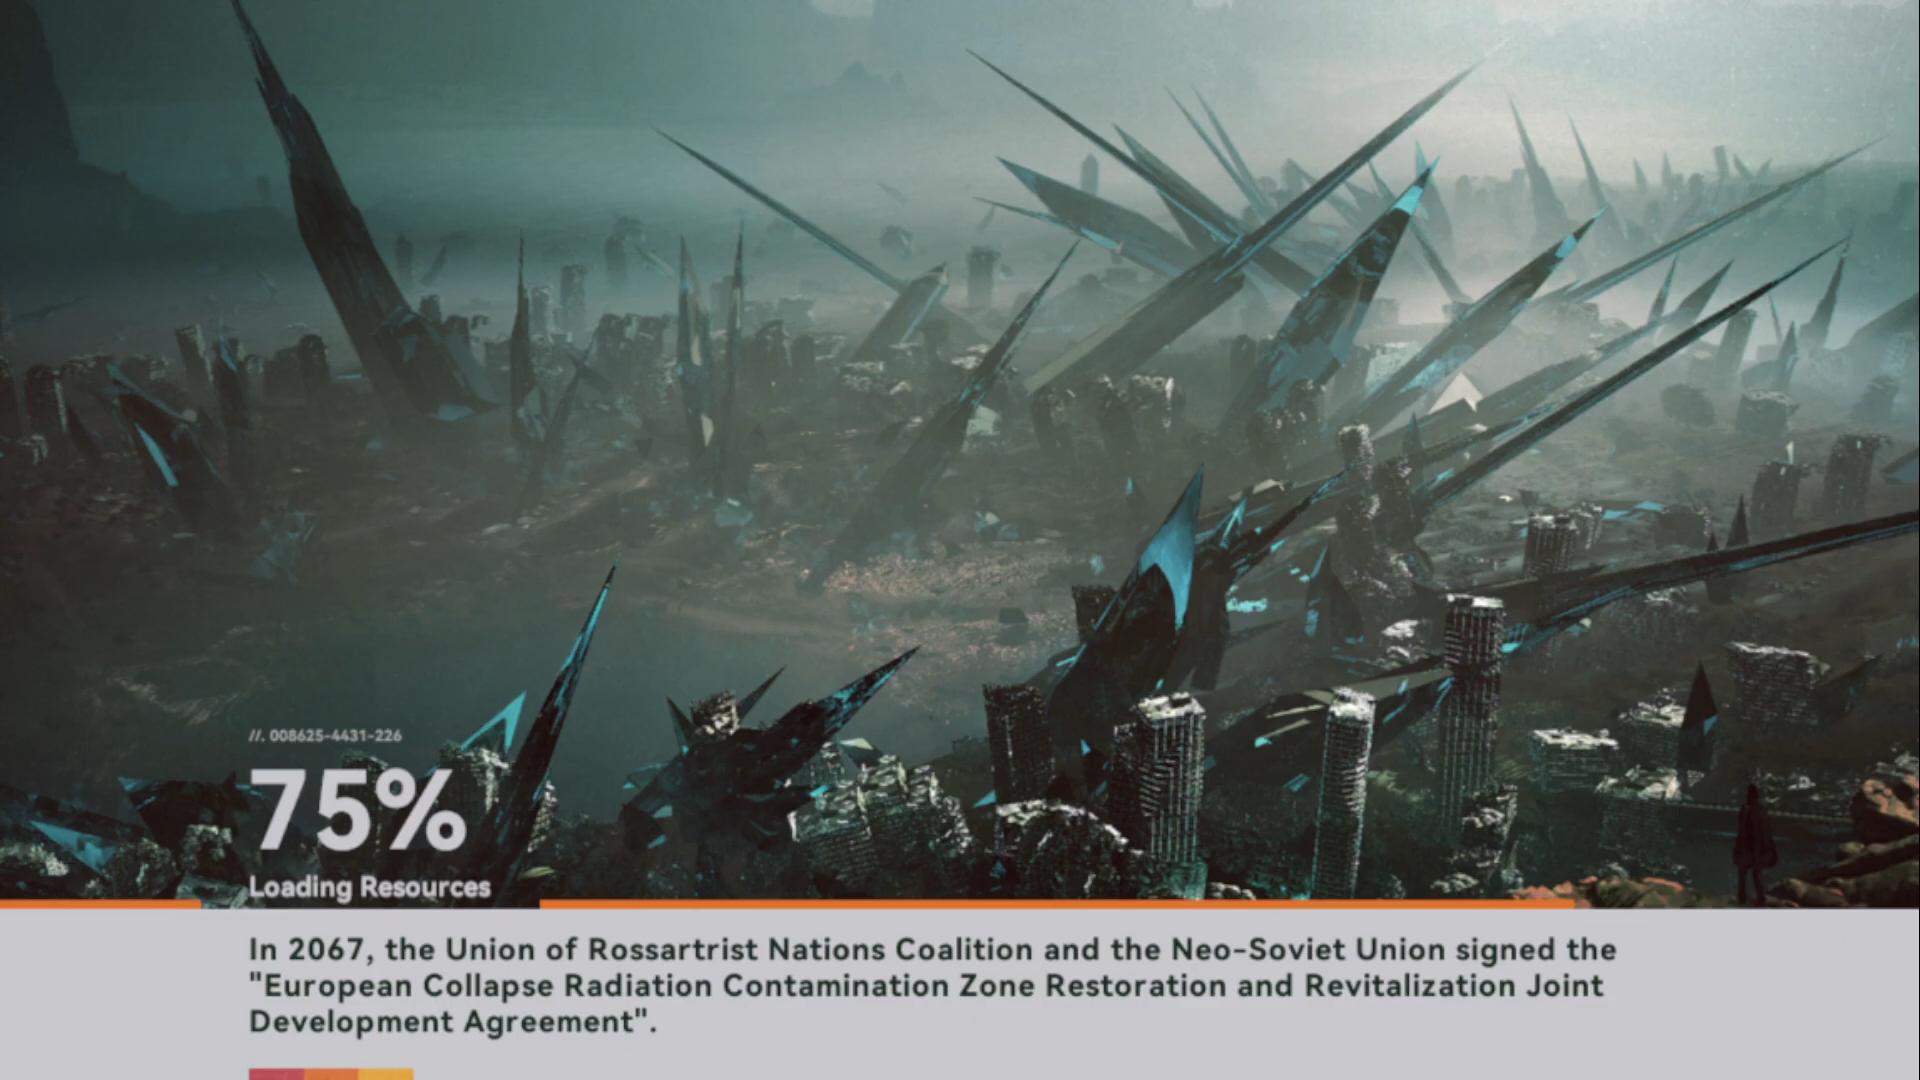 //. 008625-4431-226
75%
Loading Resources
In 2067, the Union of Rossartrist Nations Coalition and the Neo-Soviet Union signed the
"European Collapse Radiation Contamination Zone Restoration and Revitalization Joint
Development Agreement".